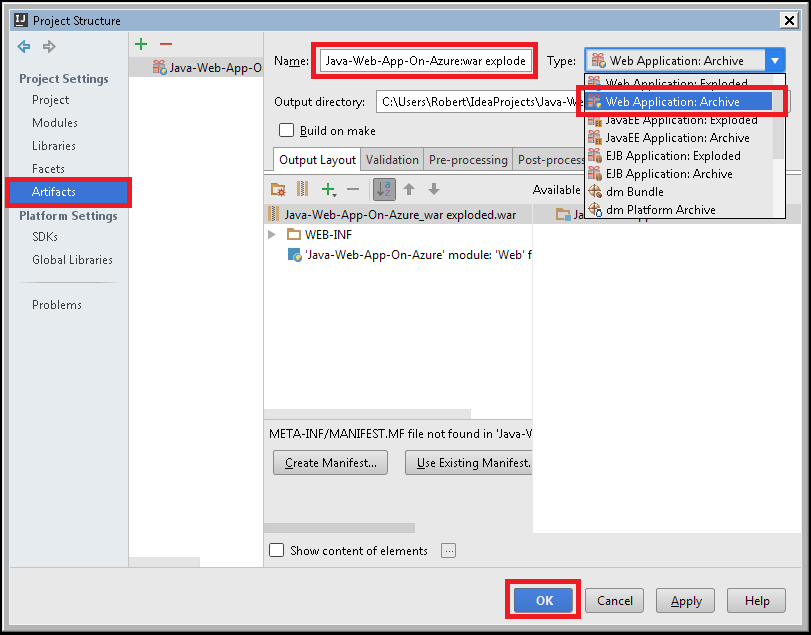 IJ Project Structure
Project Settings
Project
Modules
Libraries
Facets
Artifacts
Platform Settings
SDKs
Global Libraries
Problems
Java-Web-App-O
Name: Java-Web-App-On-Azure:war explode Type: Web Application: Archive
Output directory: C:\Users\Robert\IdeaProjects\Java-We
Web Application: Exploded
Web Application: Archive
JavaEE Application: Exploded
JavaEE Application: Archive
EJB Application: Exploded
EJB Application: Archive
dm Bundle
dm Platform Archive
Build on make
Output Layout Validation Pre-processing Post-process
Available
Java-Web-App-On-Azure_war exploded.war
WEB-INF
'Java-Web-App-On-Azure' module: 'Web' f
META-INF/MANIFEST.MF file not found in 'Java-W
Create Manifest... Use Existing Manifest.
Show content of elements ...
OK Cancel Apply Help